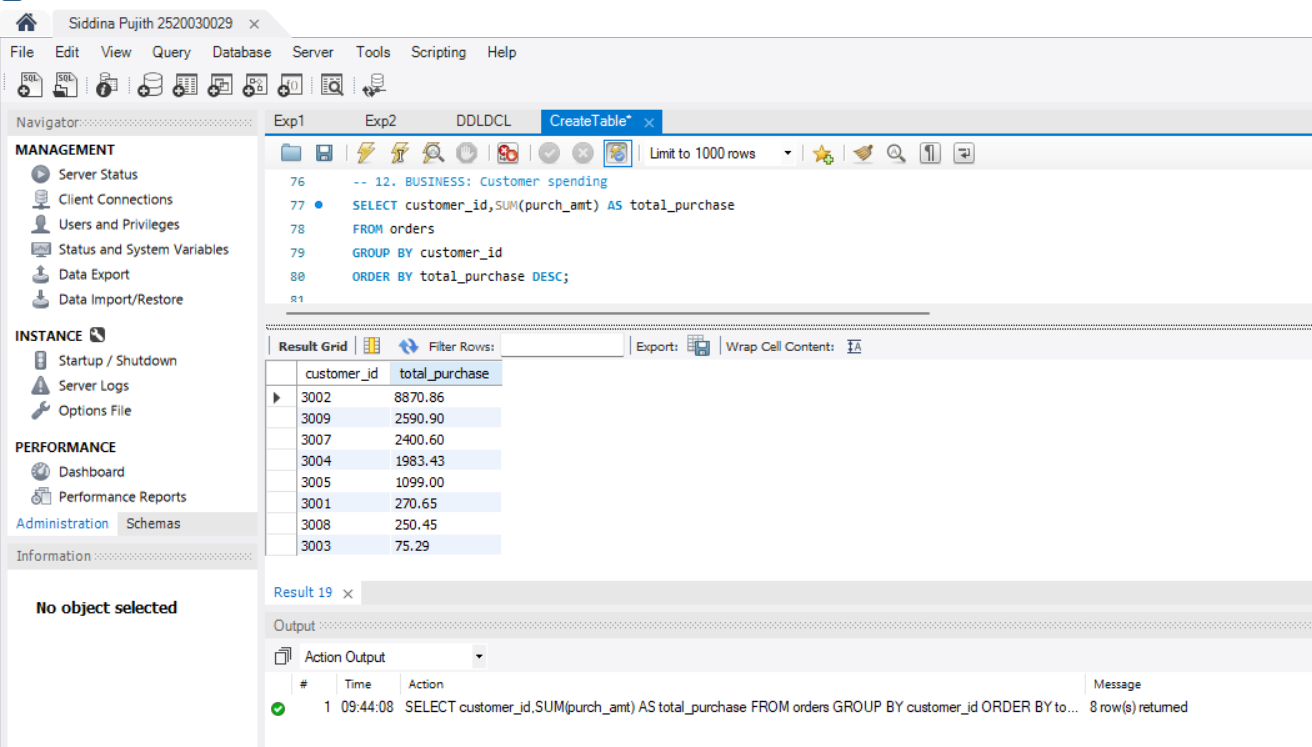 Siddina Pujith 2520030029 ×
File Edit View Query Database Server Tools Scripting Help
SQL SQL
Navigator
MANAGEMENT
Server Status
Client Connections
Users and Privileges
Status and System Variables
Data Export
Data Import/Restore
INSTANCE
Startup / Shutdown
Server Logs
Options File
PERFORMANCE
Dashboard
Performance Reports
Administration Schemas
Information
No object selected
Exp1 Exp2 DDLDCL CreateTable* ×
Limit to 1000 rows
76 -- 12. BUSINESS: Customer spending
77 SELECT customer_id,SUM(purch_amt) AS total_purchase
78 FROM orders
79 GROUP BY customer_id
80 ORDER BY total_purchase DESC;
81
Result Grid Filter Rows: Export: Wrap Cell Content: IA
customer_id total_purchase
3002 8870.86
3009 2590.90
3007 2400.60
3004 1983.43
3005 1099.00
3001 270.65
3008 250.45
3003 75.29
Result 19 ×
Output
Action Output
# Time Action Message
1 09:44:08 SELECT customer_id,SUM(purch_amt) AS total_purchase FROM orders GROUP BY customer_id ORDER BY to... 8 row(s) returned